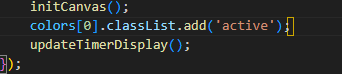 initCanvas();
colors[0].classList.add('active');
updateTimerDisplay();
});